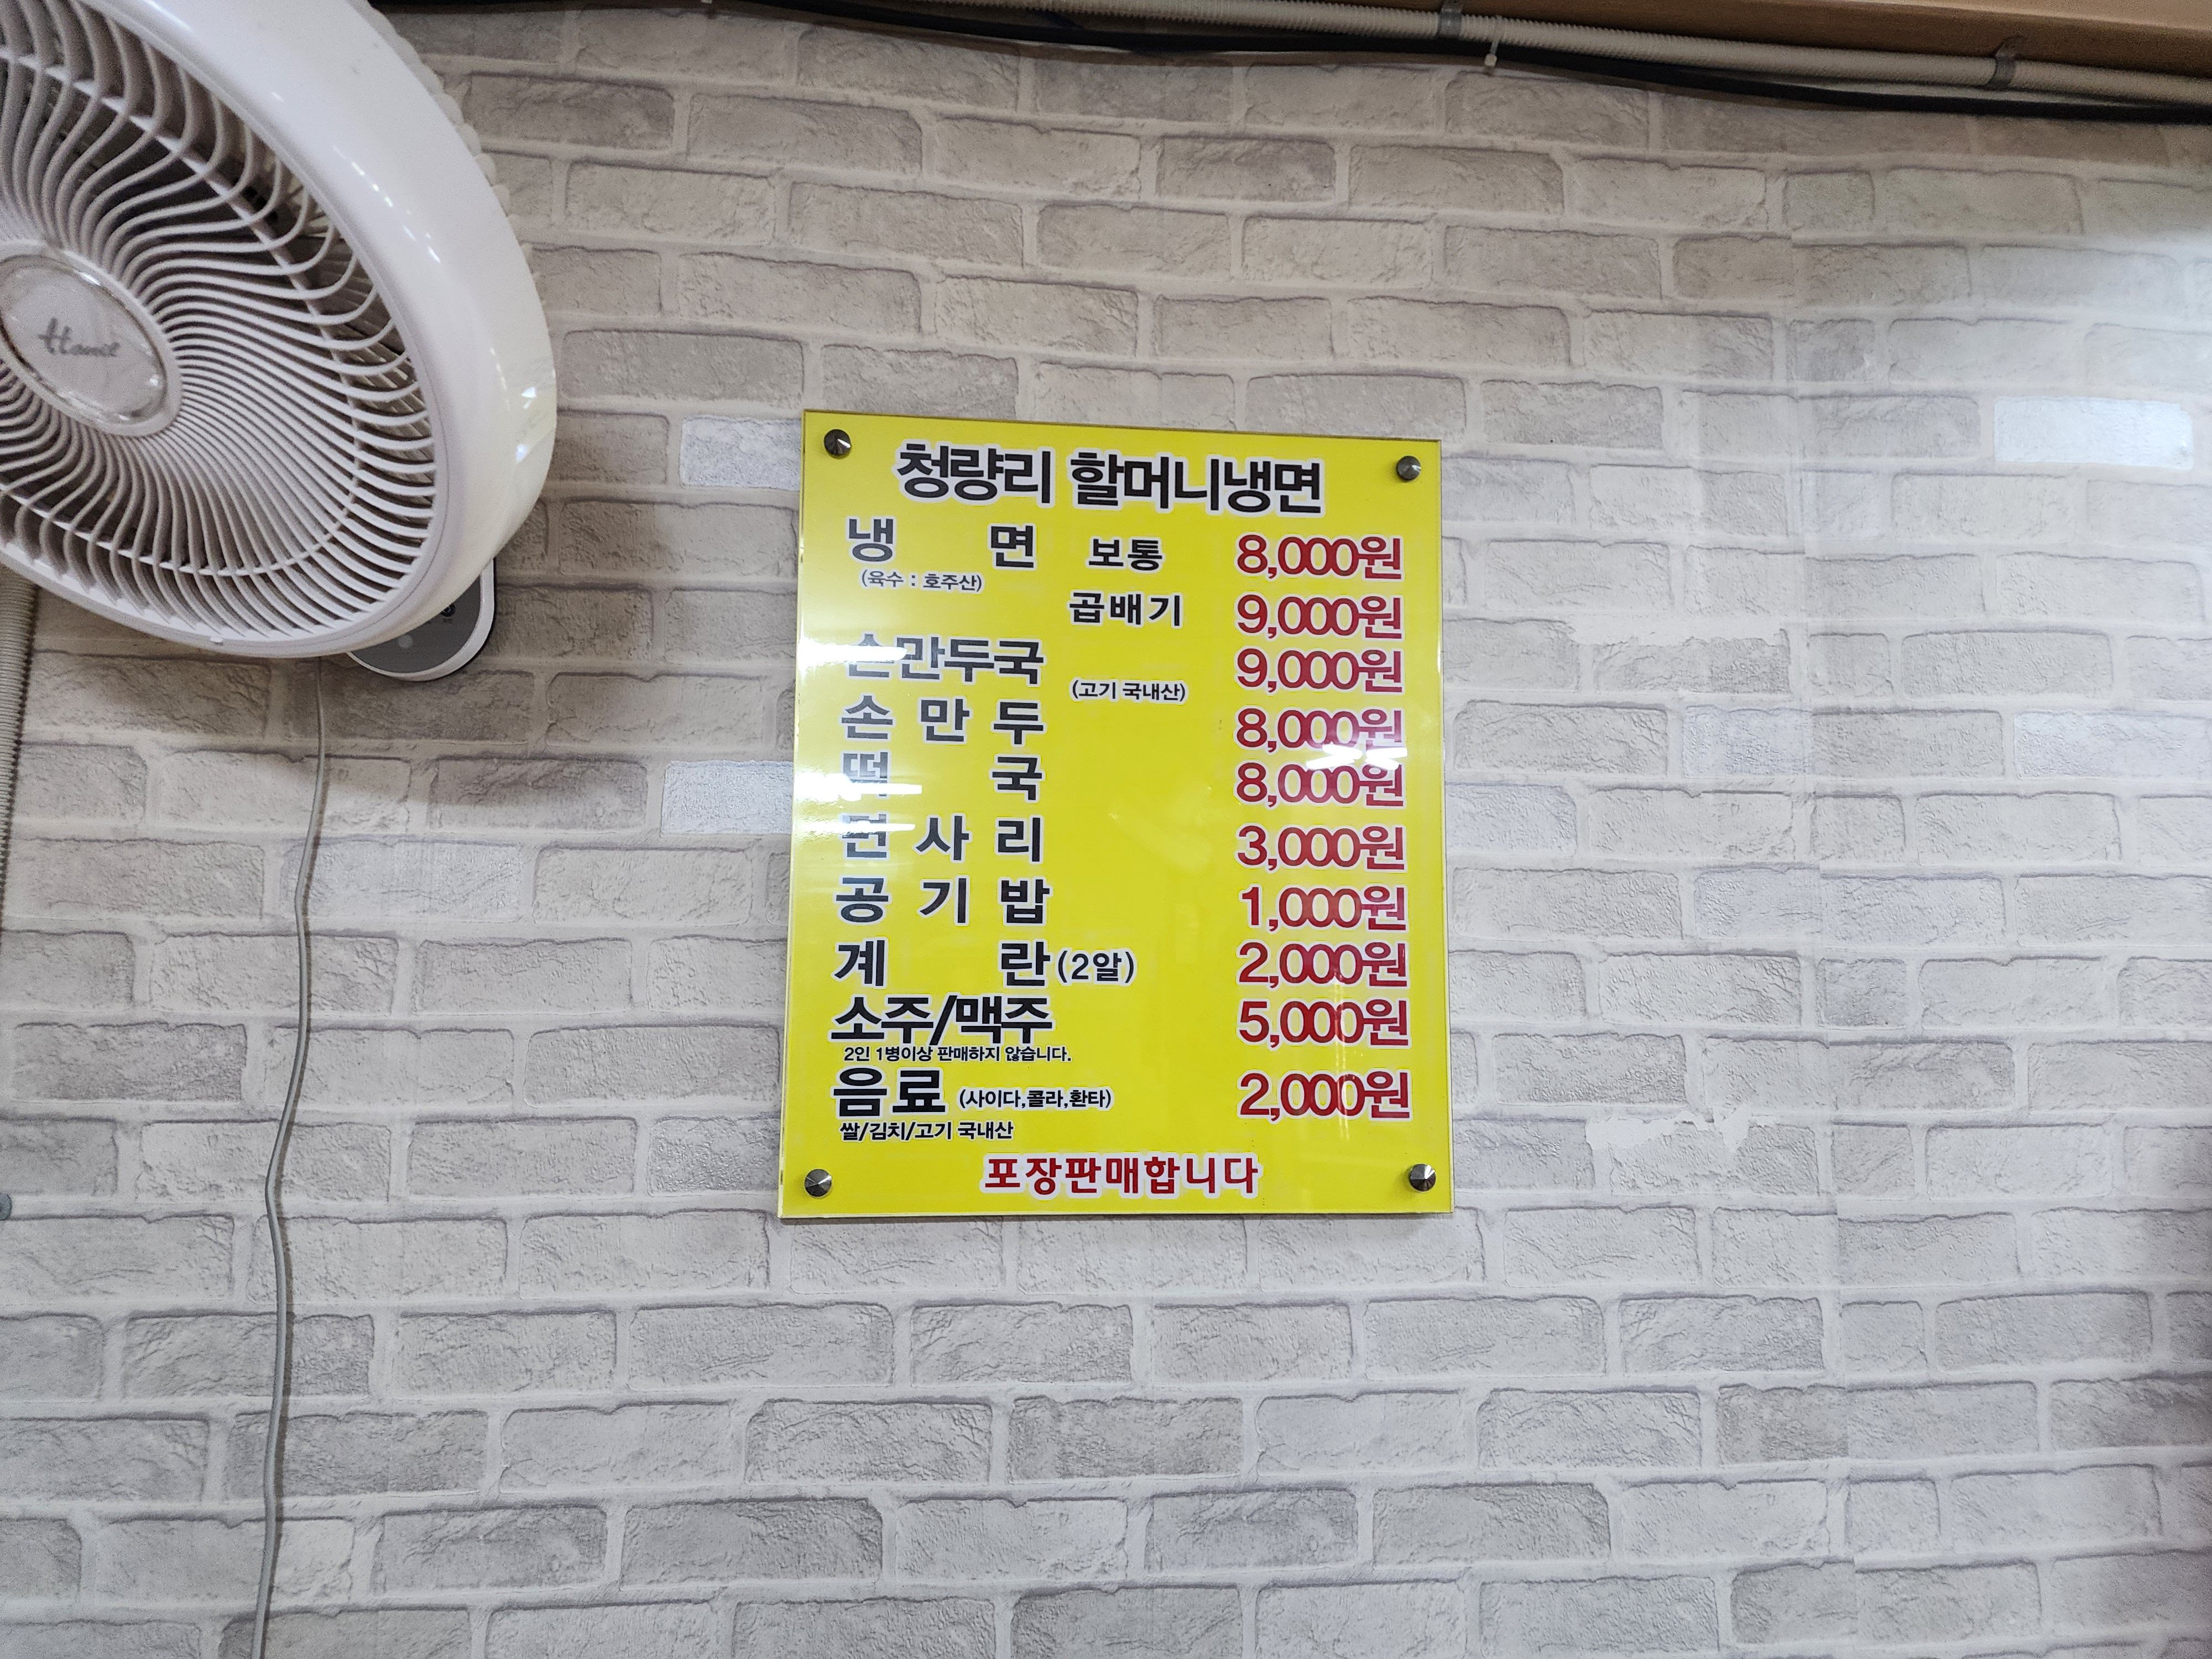 Hanil
청량리 할머니냉면
냉 면 보통 8,000원
(육수 : 호주산)
곱배기 9,000원
손만두국 9,000원
(고기 국내산)
손 만 두 8,000원
떡 국 8,000원
면 사 리 3,000원
공 기 밥 1,000원
계 란 (2알) 2,000원
소주/맥주 5,000원
2인 1병이상 판매하지 않습니다.
음료 (사이다,콜라,환타) 2,000원
쌀/김치/고기 국내산
포장판매합니다